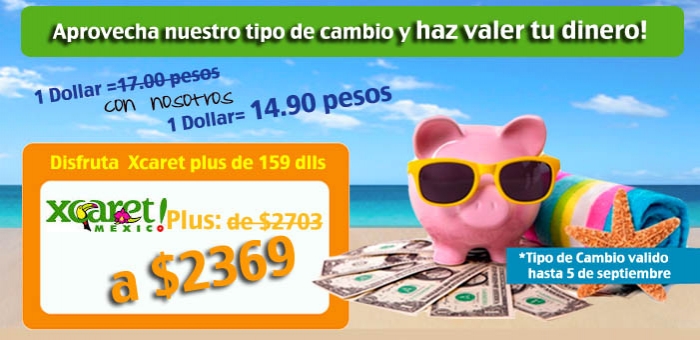 Aprovecha nuestro tipo de cambio y haz valer tu dinero!
1 Dollar =17.00 pesos
con nosotros
1 Dollar= 14.90 pesos
Disfruta Xcaret plus de 159 dlls
xcaret!
MÉXICO
Plus: de $2703
a $2369
*Tipo de Cambio valido
hasta 5 de septiembre